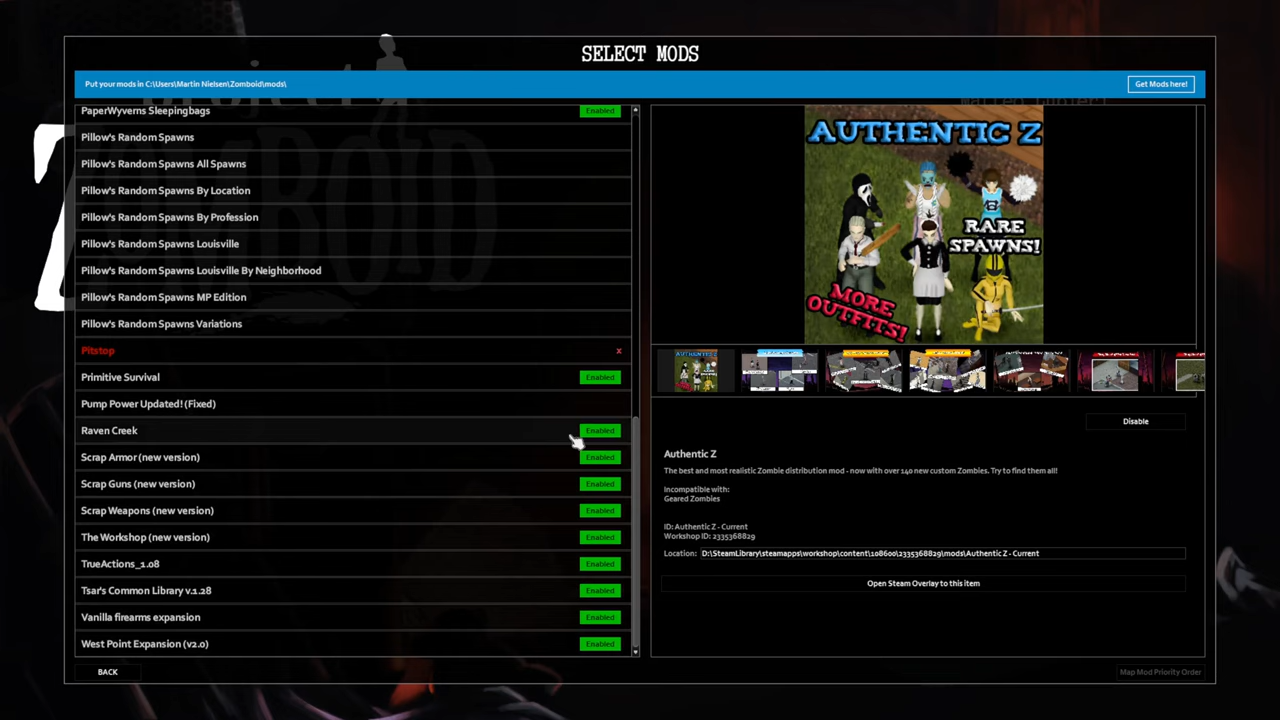 SELECT MODS
Put your mods in C:\Users\Martin Nielsen\Zomboid\mods\
Get Mods here!
PaperWyverns Sleepingbags
Enabled
Pillow's Random Spawns
Pillow's Random Spawns All Spawns
Pillow's Random Spawns By Location
Pillow's Random Spawns By Profession
Pillow's Random Spawns Louisville
Pillow's Random Spawns Louisville By Neighborhood
Pillow's Random Spawns MP Edition
Pillow's Random Spawns Variations
Pitstop
x
Primitive Survival
Enabled
Pump Power Updated! (Fixed)
Raven Creek
Enabled
Scrap Armor (new version)
Enabled
Scrap Guns (new version)
Enabled
Scrap Weapons (new version)
Enabled
The Workshop (new version)
Enabled
TrueActions_1.08
Enabled
Tsar's Common Library v.1.28
Enabled
Vanilla firearms expansion
Enabled
West Point Expansion (v2.0)
Enabled
BACK
AUTHENTIC Z
RARE
SPAWNS!
MORE
OUTFITS!
Disable
Authentic Z
The best and most realistic Zombie distribution mod - now with over 140 new custom Zombies. Try to find them all!
Incompatible with:
Geared Zombies
ID: Authentic Z - Current
Workshop ID: 2335368829
Location: D:\SteamLibrary\steamapps\workshop\content\108600\2335368829\mods\Authentic Z - Current
Open Steam Overlay to this item
Map Mod Priority Order
ZOMBOID